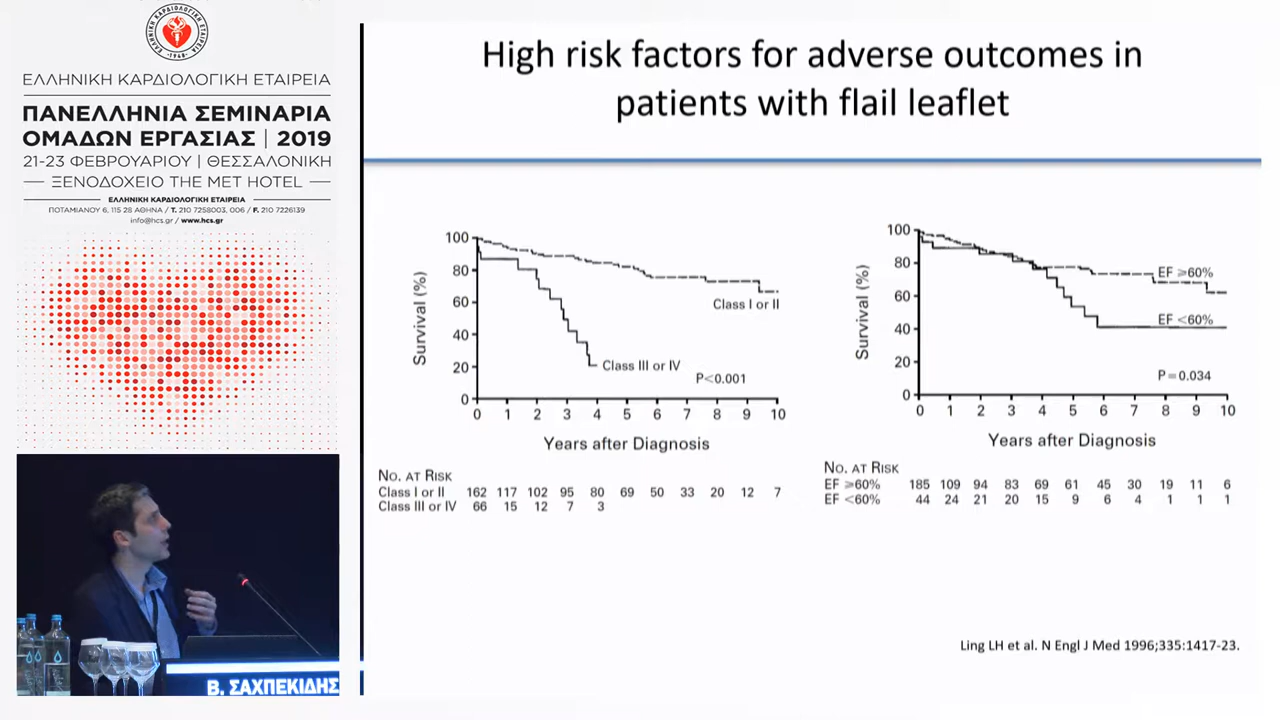 ΕΛΛΗΝΙΚΗ ΚΑΡΔΙΟΛΟΓΙΚΗ ΕΤΑΙΡΕΙΑ
1948
ΕΛΛΗΝΙΚΗ ΚΑΡΔΙΟΛΟΓΙΚΗ ΕΤΑΙΡΕΙΑ
ΠΑΝΕΛΛΗΝΙΑ ΣΕΜΙΝΑΡΙΑ
ΟΜΑΔΩΝ ΕΡΓΑΣΙΑΣ | 2019
21-23 ΦΕΒΡΟΥΑΡΙΟΥ | ΘΕΣΣΑΛΟΝΙΚΗ
ΞΕΝΟΔΟΧΕΙΟ THE MET HOTEL
ΕΛΛΗΝΙΚΗ ΚΑΡΔΙΟΛΟΓΙΚΗ ΕΤΑΙΡΕΙΑ
ΠΟΤΑΜΙΑΝΟΥ 6, 115 28 ΑΘΗΝΑ / T. 210 7258003, 006 / F. 210 7226139
info@hcs.gr / www.hcs.gr
Β. ΣΑΧΠΕΚΙΔΗΣ
High risk factors for adverse outcomes in
patients with flail leaflet
Survival (%)
100
80
60
40
20
0
Class I or II
Class III or IV
P<0.001
0 1 2 3 4 5 6 7 8 9 10
Years after Diagnosis
No. at Risk
Class I or II 162 117 102 95 80 69 50 33 20 12 7
Class III or IV 66 15 12 7 3
Survival (%)
100
80
60
40
20
0
EF ≥60%
EF <60%
P=0.034
0 1 2 3 4 5 6 7 8 9 10
Years after Diagnosis
No. at Risk
EF ≥60% 185 109 94 83 69 61 45 30 19 11 6
EF <60% 44 24 21 20 15 9 6 4 1 1 1
Ling LH et al. N Engl J Med 1996;335:1417-23.